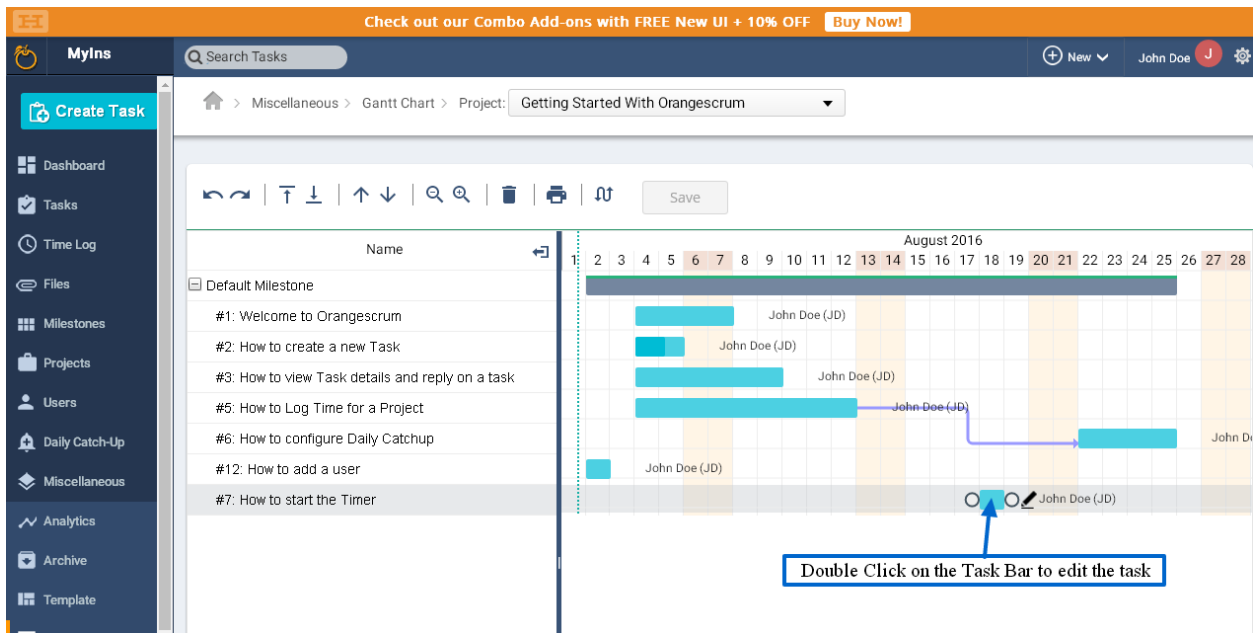 Check out our Combo Add-ons with FREE New UI + 10% OFF Buy Now!
MyIns Search Tasks New John Doe J
Create Task
Miscellaneous > Gantt Chart > Project: Getting Started With Orangescrum
Dashboard
Tasks
Time Log
Files
Milestones
Projects
Users
Daily Catch-Up
Miscellaneous
Analytics
Archive
Template
Save
Name
August 2016
1 2 3 4 5 6 7 8 9 10 11 12 13 14 15 16 17 18 19 20 21 22 23 24 25 26 27 28
Default Milestone
#1: Welcome to Orangescrum John Doe (JD)
#2: How to create a new Task John Doe (JD)
#3: How to view Task details and reply on a task John Doe (JD)
#5: How to Log Time for a Project John Doe (JD)
#6: How to configure Daily Catchup John
#12: How to add a user John Doe (JD)
#7: How to start the Timer John Doe (JD)
Double Click on the Task Bar to edit the task